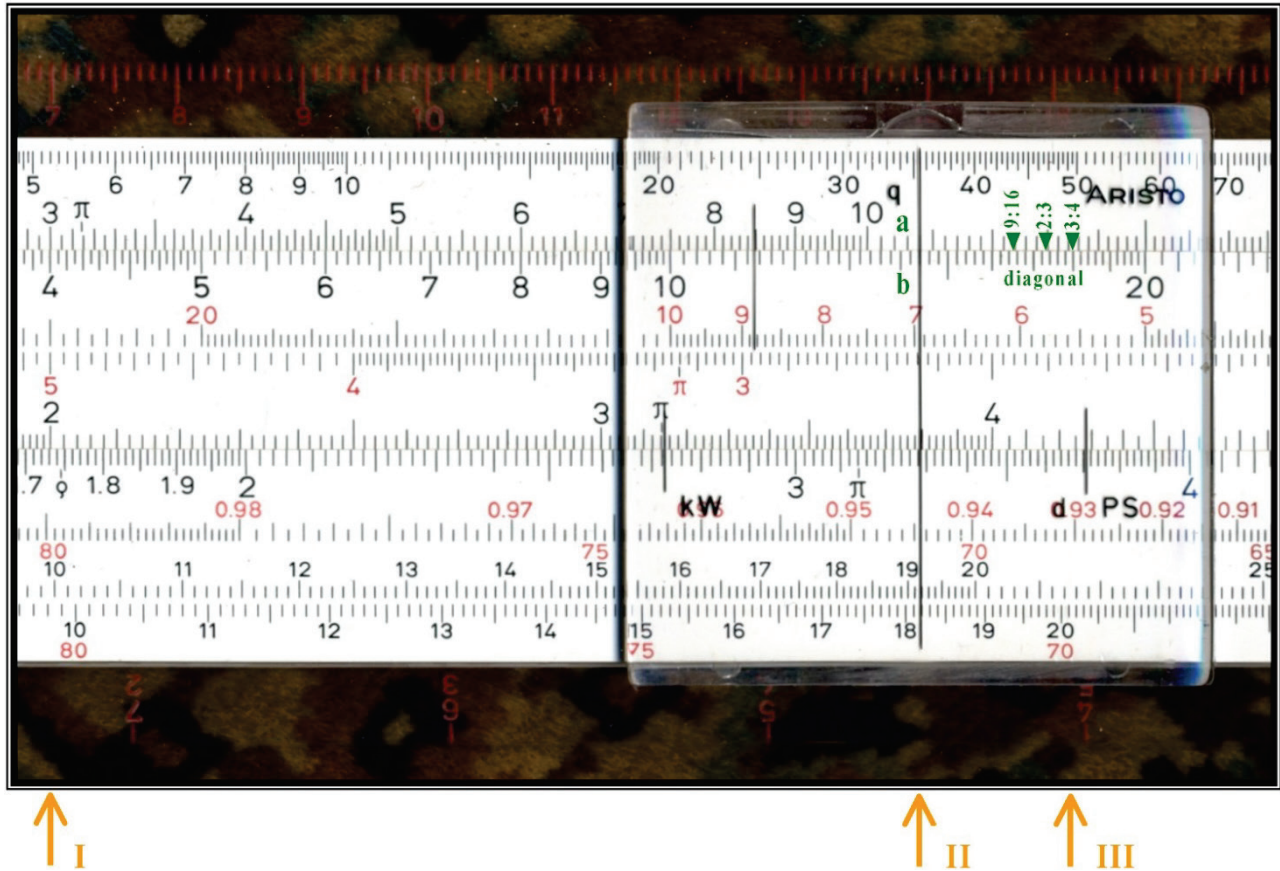 7 8 9 10 11
5 6 7 8 9 10 20 30 q 40 50 ARISTO 60 70
3 π 4 5 6 8 9 10 a 9:16 2:3 3:4
4 5 6 7 8 9 10 b diagonal 20
20 10 9 8 7 6 5
5 4 π 3
2 3 π 4
.7 ϙ 1.8 1.9 2 3 π 4
0.98 0.97 kW 0.95 0.94 d 0.93 PS 0.92 0.91
80 75 70 65
10 11 12 13 14 15 16 17 18 19 20 25
10 11 12 13 14 15 16 17 18 19 20
80 75 70
2 3
7 6 5
I II III